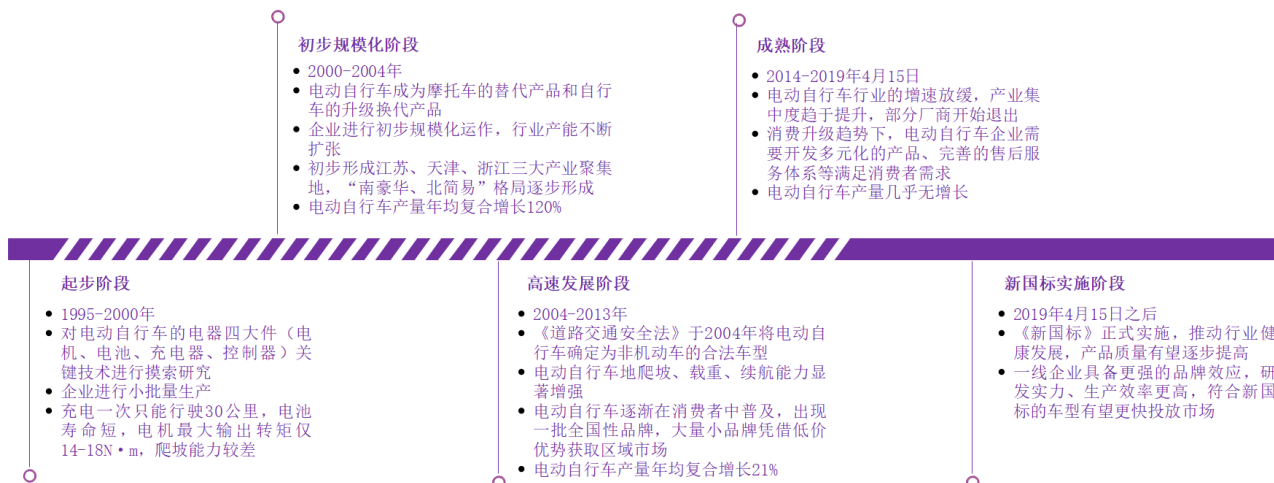 初步规模化阶段
2000-2004年
电动自行车成为摩托车的替代产品和自行
车的升级换代产品
企业进行初步规模化运作，行业产能不断
扩张
初步形成江苏、天津、浙江三大产业聚集
地，“南豪华、北简易”格局逐步形成
电动自行车产量年均复合增长120%
成熟阶段
2014-2019年4月15日
电动自行车行业的增速放缓，产业集
中度趋于提升，部分厂商开始退出
消费升级趋势下，电动自行车企业需
要开发多元化的产品、完善的售后服
务体系等满足消费者需求
电动自行车产量几乎无增长
起步阶段
1995-2000年
对电动自行车的电器四大件（电
机、电池、充电器、控制器）关
键技术进行摸索研究
企业进行小批量生产
充电一次只能行驶30公里，电池
寿命短，电机最大输出转矩仅
14-18N·m，爬坡能力较差
高速发展阶段
2004-2013年
《道路交通安全法》于2004年将电动自
行车确定为非机动车的合法车型
电动自行车地爬坡、载重、续航能力显
著增强
电动自行车逐渐在消费者中普及，出现
一批全国性品牌，大量小品牌凭借低价
优势获取区域市场
电动自行车产量年均复合增长21%
新国标实施阶段
2019年4月15日之后
《新国标》正式实施，推动行业健
康发展，产品质量有望逐步提高
一线企业具备更强的品牌效应，研
发实力、生产效率更高，符合新国
标的车型有望更快投放市场